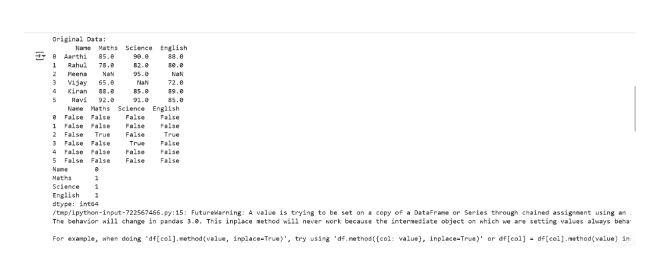 Original Data:
Name Maths Science English
0 Aarthi 85.0 90.0 88.0
1 Rahul 78.0 82.0 80.0
2 Meena NaN 95.0 NaN
3 Vijay 65.0 NaN 72.0
4 Kiran 88.0 85.0 89.0
5 Ravi 92.0 91.0 85.0
Name Maths Science English
0 False False False False
1 False False False False
2 False True False True
3 False False True False
4 False False False False
5 False False False False
Name 0
Maths 1
Science 1
English 1
dtype: int64
/tmp/ipython-input-722567466.py:15: FutureWarning: A value is trying to be set on a copy of a DataFrame or Series through chained assignment using an
The behavior will change in pandas 3.0. This inplace method will never work because the intermediate object on which we are setting values always beha
For example, when doing 'df[col].method(value, inplace=True)', try using 'df.method({col: value}, inplace=True)' or df[col] = df[col].method(value) in